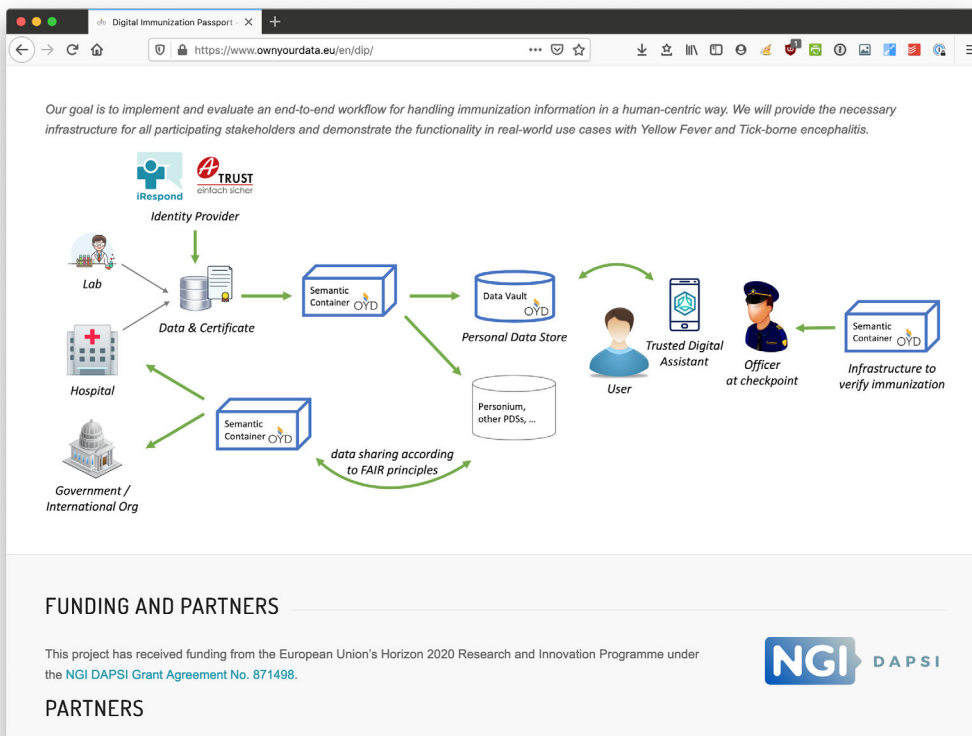 Digital Immunization Passport -
https://www.ownyourdata.eu/en/dip/
1
Our goal is to implement and evaluate an end-to-end workflow for handling immunization information in a human-centric way. We will provide the necessary
infrastructure for all participating stakeholders and demonstrate the functionality in real-world use cases with Yellow Fever and Tick-borne encephalitis.
iRespond
A TRUST
einfach sicher
Identity Provider
Lab
Data & Certificate
Semantic
Container OYD
Data Vault
OYD
Personal Data Store
User
Trusted Digital
Assistant
Officer
at checkpoint
Semantic
Container OYD
Infrastructure to
verify immunization
Hospital
Semantic
Container OYD
Personium,
other PDSs, ...
data sharing according
to FAIR principles
Government /
International Org
FUNDING AND PARTNERS
This project has received funding from the European Union's Horizon 2020 Research and Innovation Programme under
the NGI DAPSI Grant Agreement No. 871498.
NGI DAPSI
PARTNERS